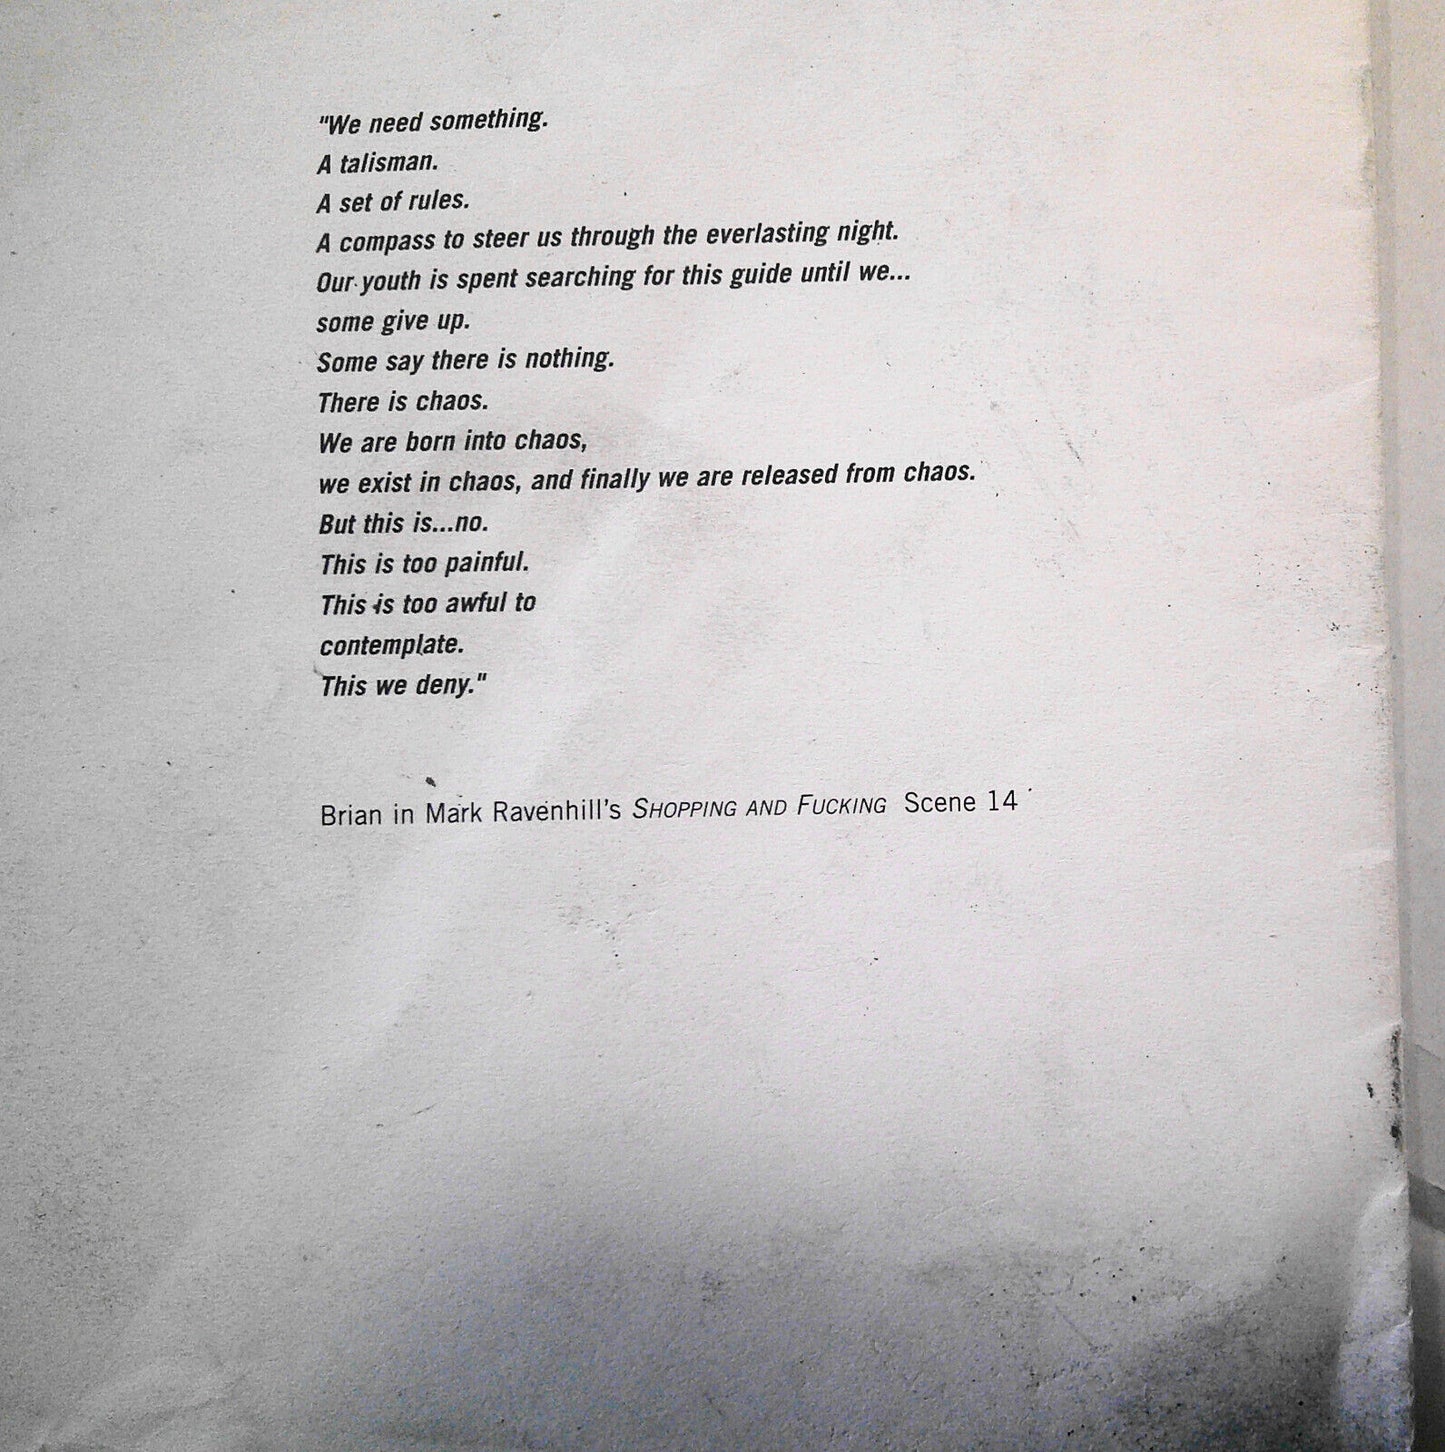 "We need something.
A talisman.
A set of rules.
A compass to steer us through the everlasting night.
Our youth is spent searching for this guide until we...
some give up.
Some say there is nothing.
There is chaos.
We are born into chaos,
we exist in chaos, and finally we are released from chaos.
But this is...no.
This is too painful.
This is too awful to
contemplate.
This we deny."
Brian in Mark Ravenhill's SHOPPING AND FUCKING Scene 14